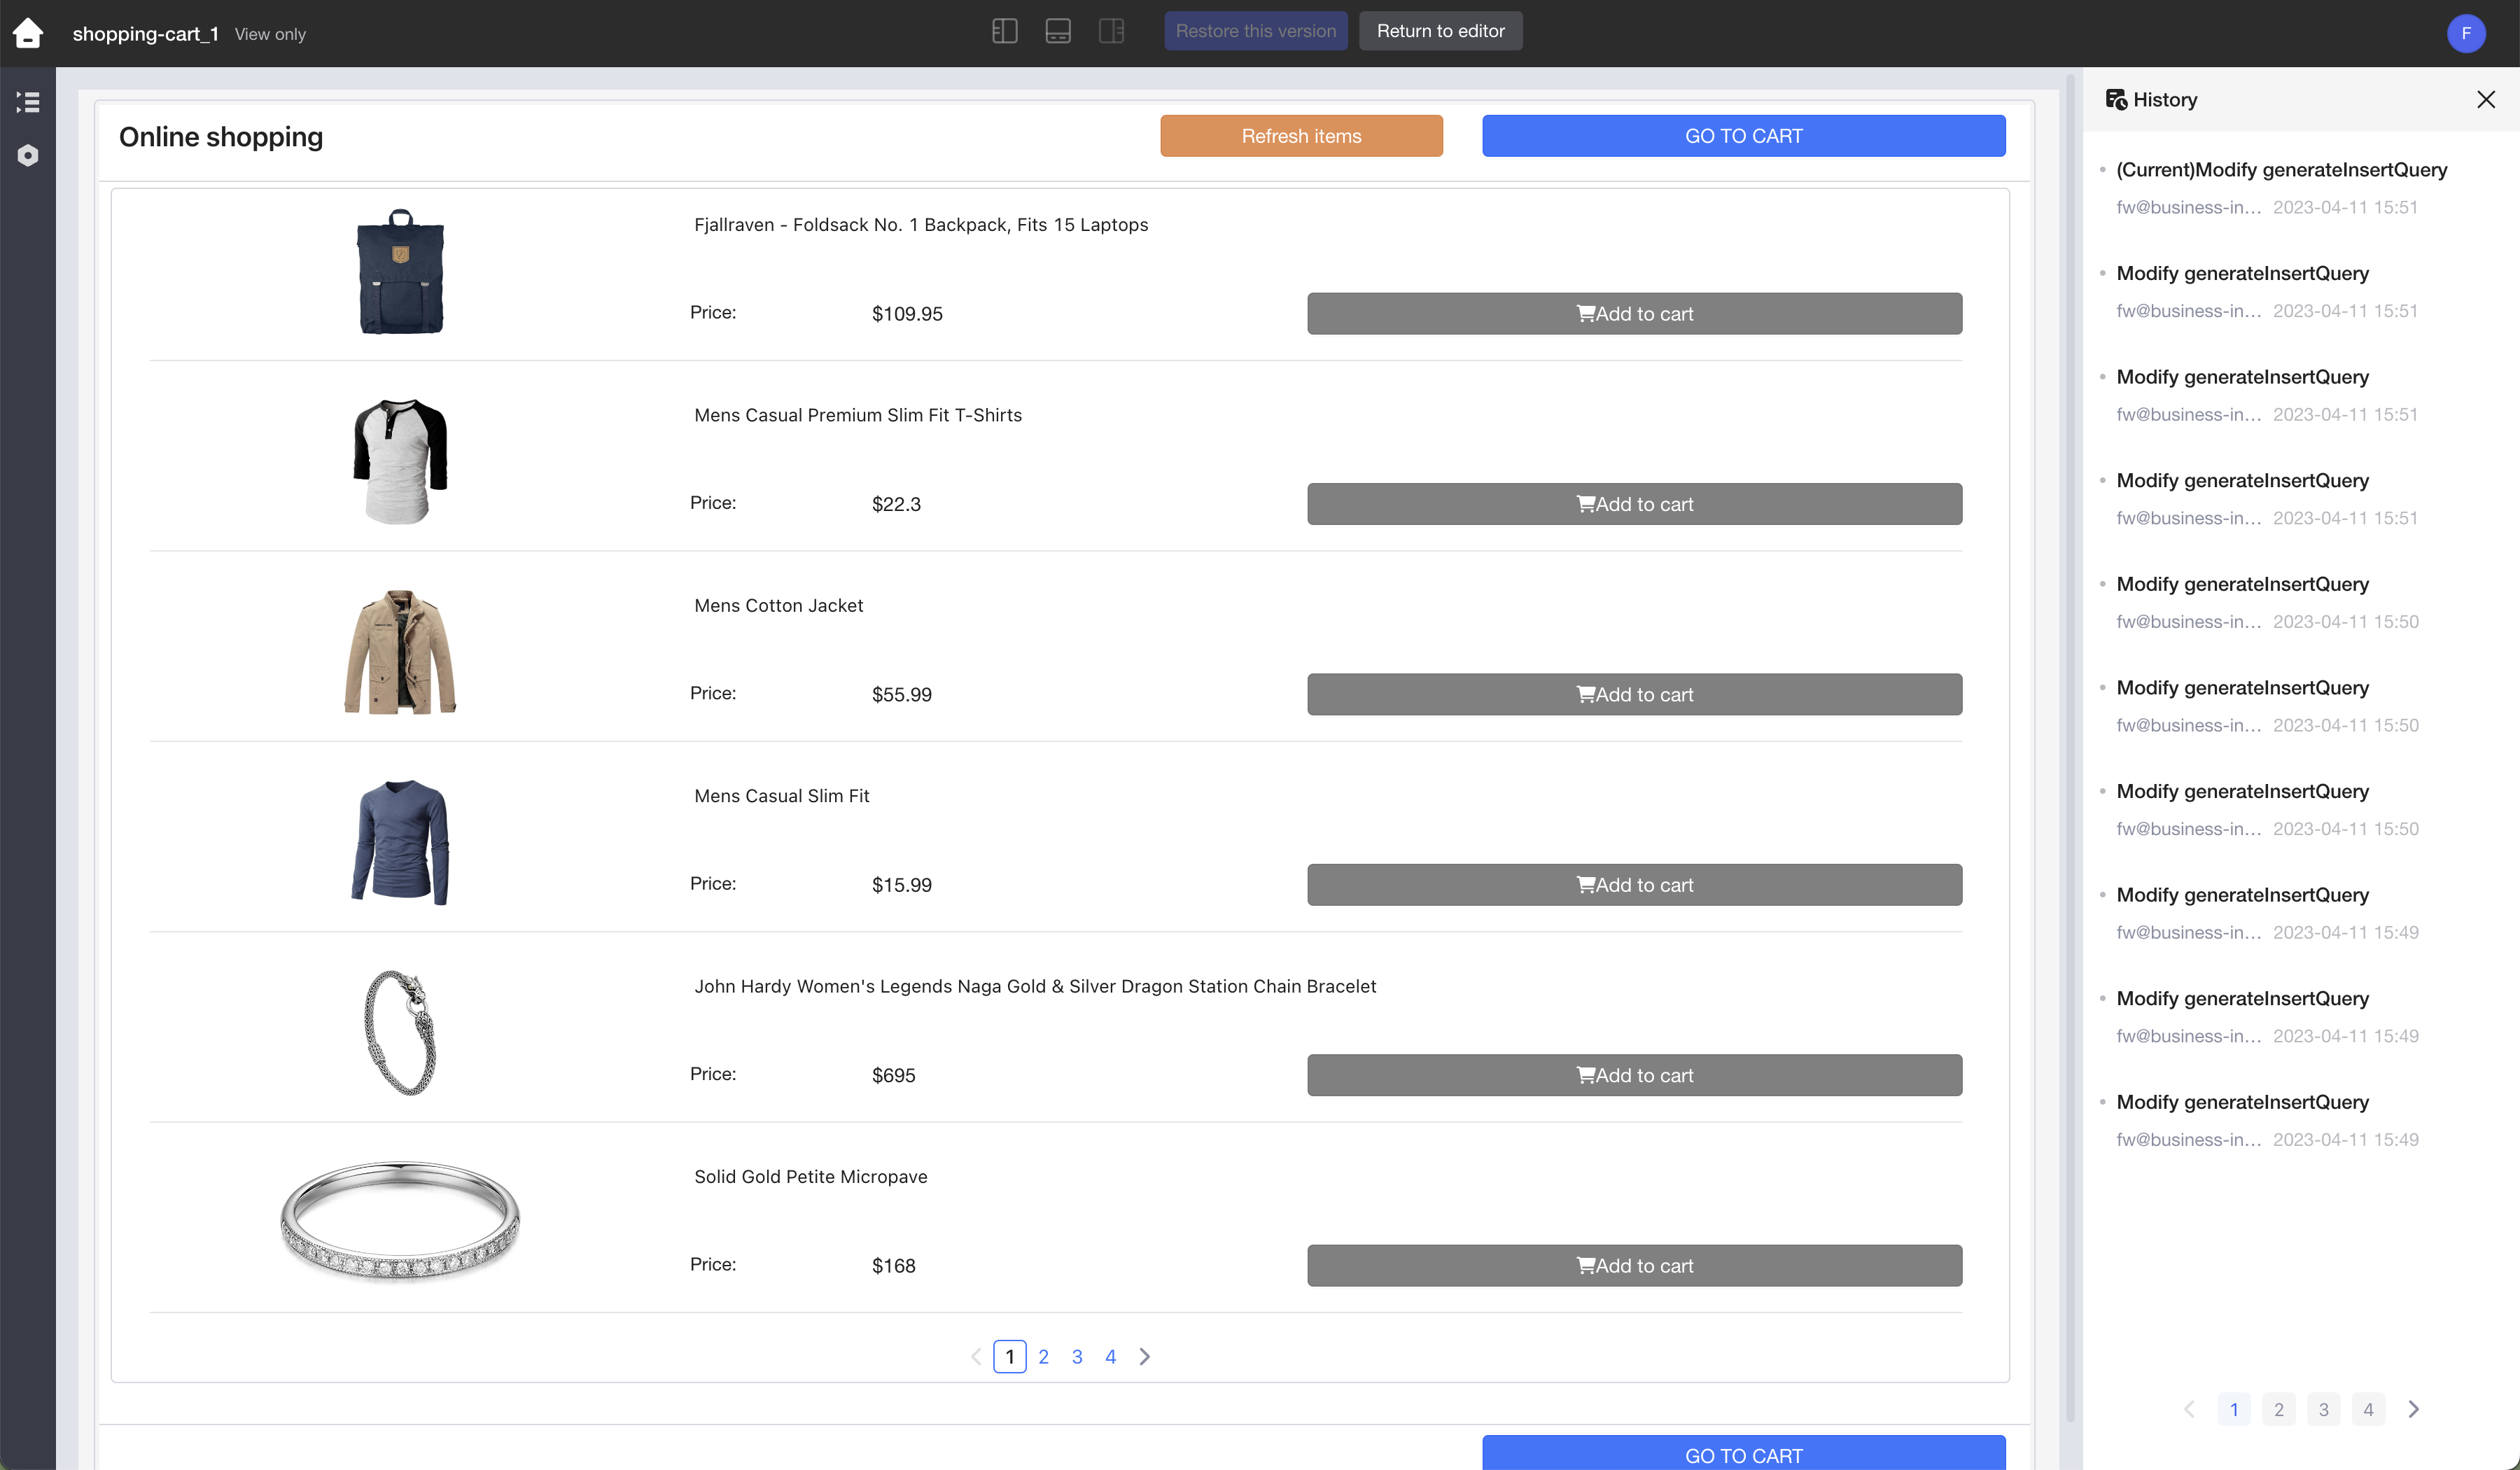 shopping-cart_1 View only
Restore this version
Return to editor
F
Online shopping
Refresh items
GO TO CART
Fjallraven - Foldsack No. 1 Backpack, Fits 15 Laptops
Price: $109.95
Add to cart
Mens Casual Premium Slim Fit T-Shirts
Price: $22.3
Add to cart
Mens Cotton Jacket
Price: $55.99
Add to cart
Mens Casual Slim Fit
Price: $15.99
Add to cart
John Hardy Women's Legends Naga Gold & Silver Dragon Station Chain Bracelet
Price: $695
Add to cart
Solid Gold Petite Micropave
Price: $168
Add to cart
1 2 3 4
GO TO CART
History
(Current)Modify generateInsertQuery
fw@business-in... 2023-04-11 15:51
Modify generateInsertQuery
fw@business-in... 2023-04-11 15:51
Modify generateInsertQuery
fw@business-in... 2023-04-11 15:51
Modify generateInsertQuery
fw@business-in... 2023-04-11 15:51
Modify generateInsertQuery
fw@business-in... 2023-04-11 15:50
Modify generateInsertQuery
fw@business-in... 2023-04-11 15:50
Modify generateInsertQuery
fw@business-in... 2023-04-11 15:50
Modify generateInsertQuery
fw@business-in... 2023-04-11 15:49
Modify generateInsertQuery
fw@business-in... 2023-04-11 15:49
Modify generateInsertQuery
fw@business-in... 2023-04-11 15:49
1 2 3 4